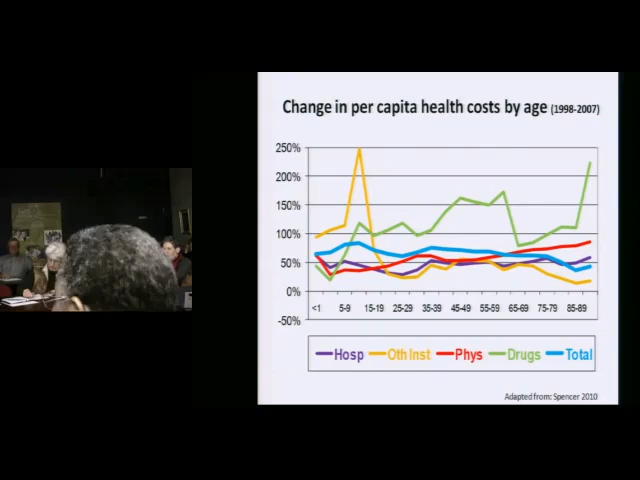 Change in per capita health costs by age (1998-2007)
250%
200%
150%
100%
50%
0%
-50%
<1 5-9 15-19 25-29 35-39 45-49 55-59 65-69 75-79 85-89
Hosp Oth Inst Phys Drugs Total
Adapted from: Spencer 2010